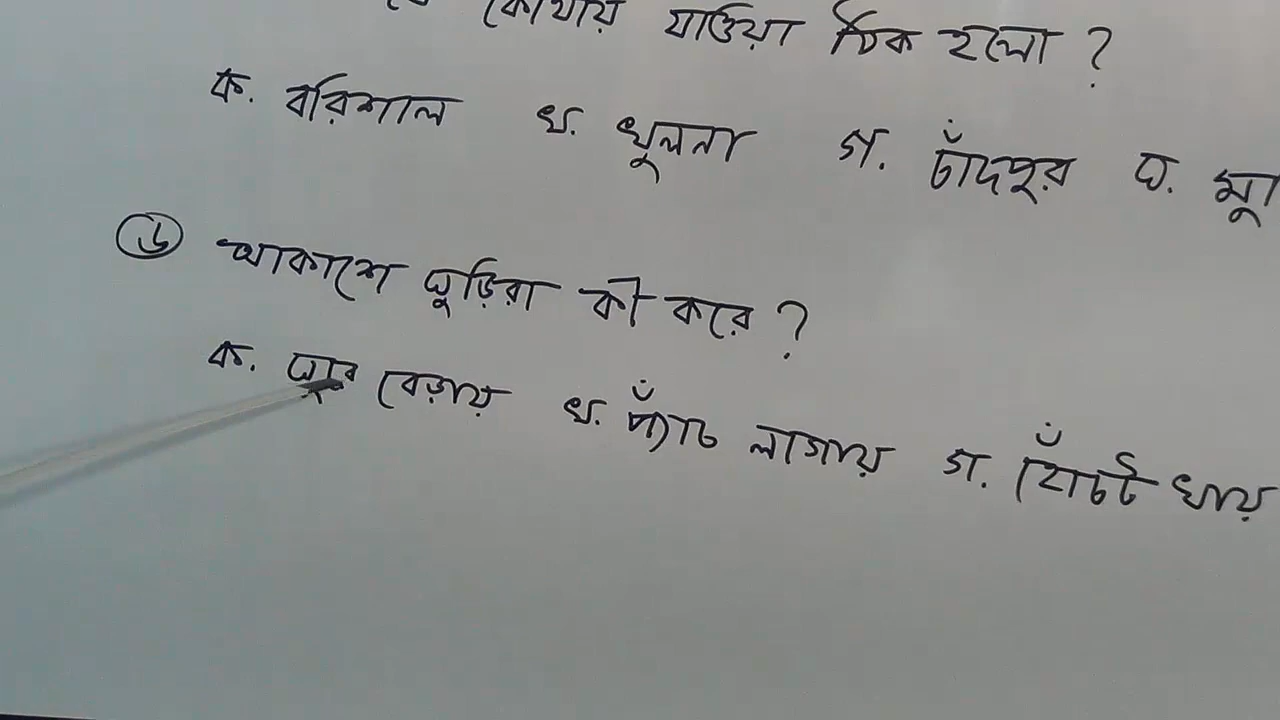 কোথায় যাওয়া ঠিক হলো ?
ক. বরিশাল খ. খুলনা গ. চাঁদপুর ঘ. মু
৬ আকাশে ঘুড়িরা কী করে ?
ক. ঘুরে বেড়ায় খ. প্যাঁচ লাগায় গ. হোঁচট খায়